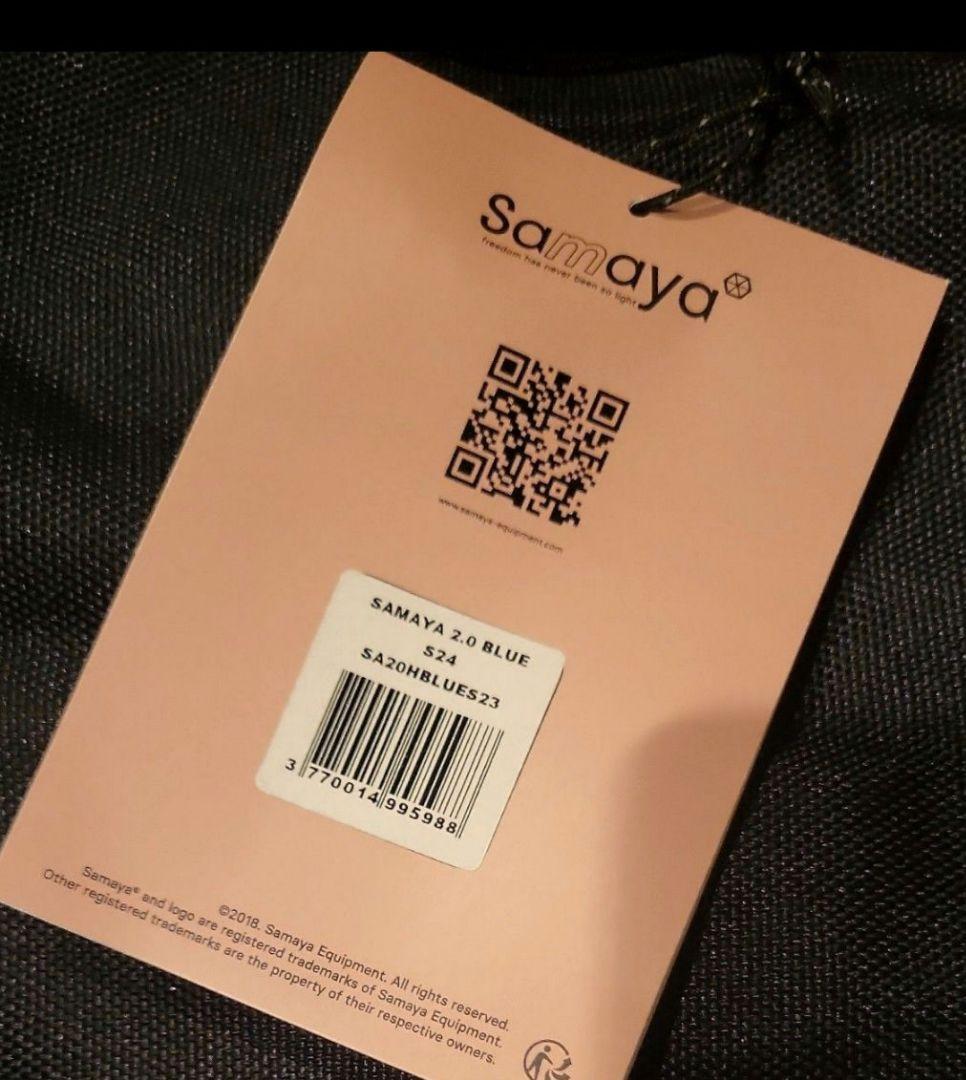 Samaya®
freedom has never been so light
www.samaya-equipment.com
SAMAYA 2.0 BLUE
S24
SA20HBLUES23
3 770014 995988
©2018. Samaya Equipment. All rights reserved.
Samaya® and logo are registered trademarks of Samaya Equipment.
Other registered trademarks are the property of their respective owners.